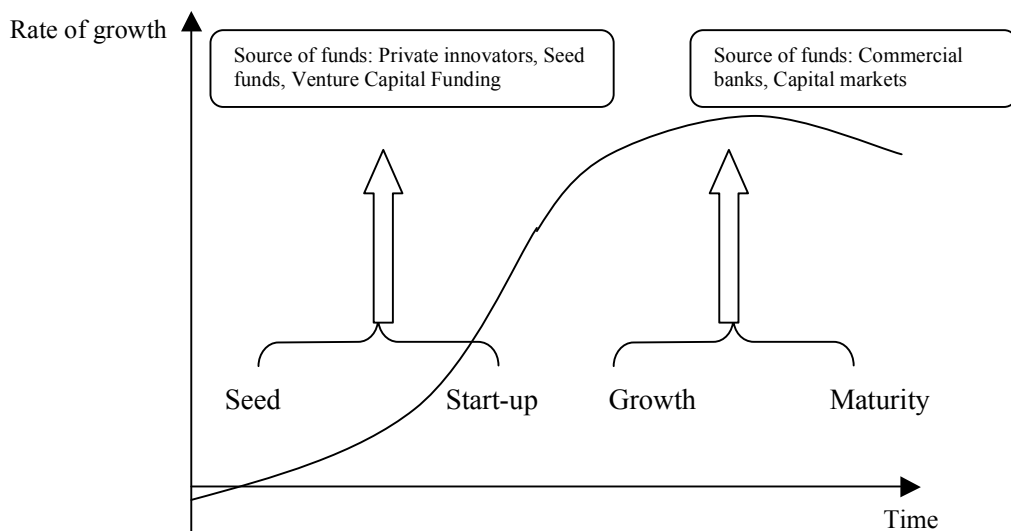 Rate of growth
Source of funds: Private innovators, Seed
funds, Venture Capital Funding
Source of funds: Commercial
banks, Capital markets
Seed
Start-up
Growth
Maturity
Time